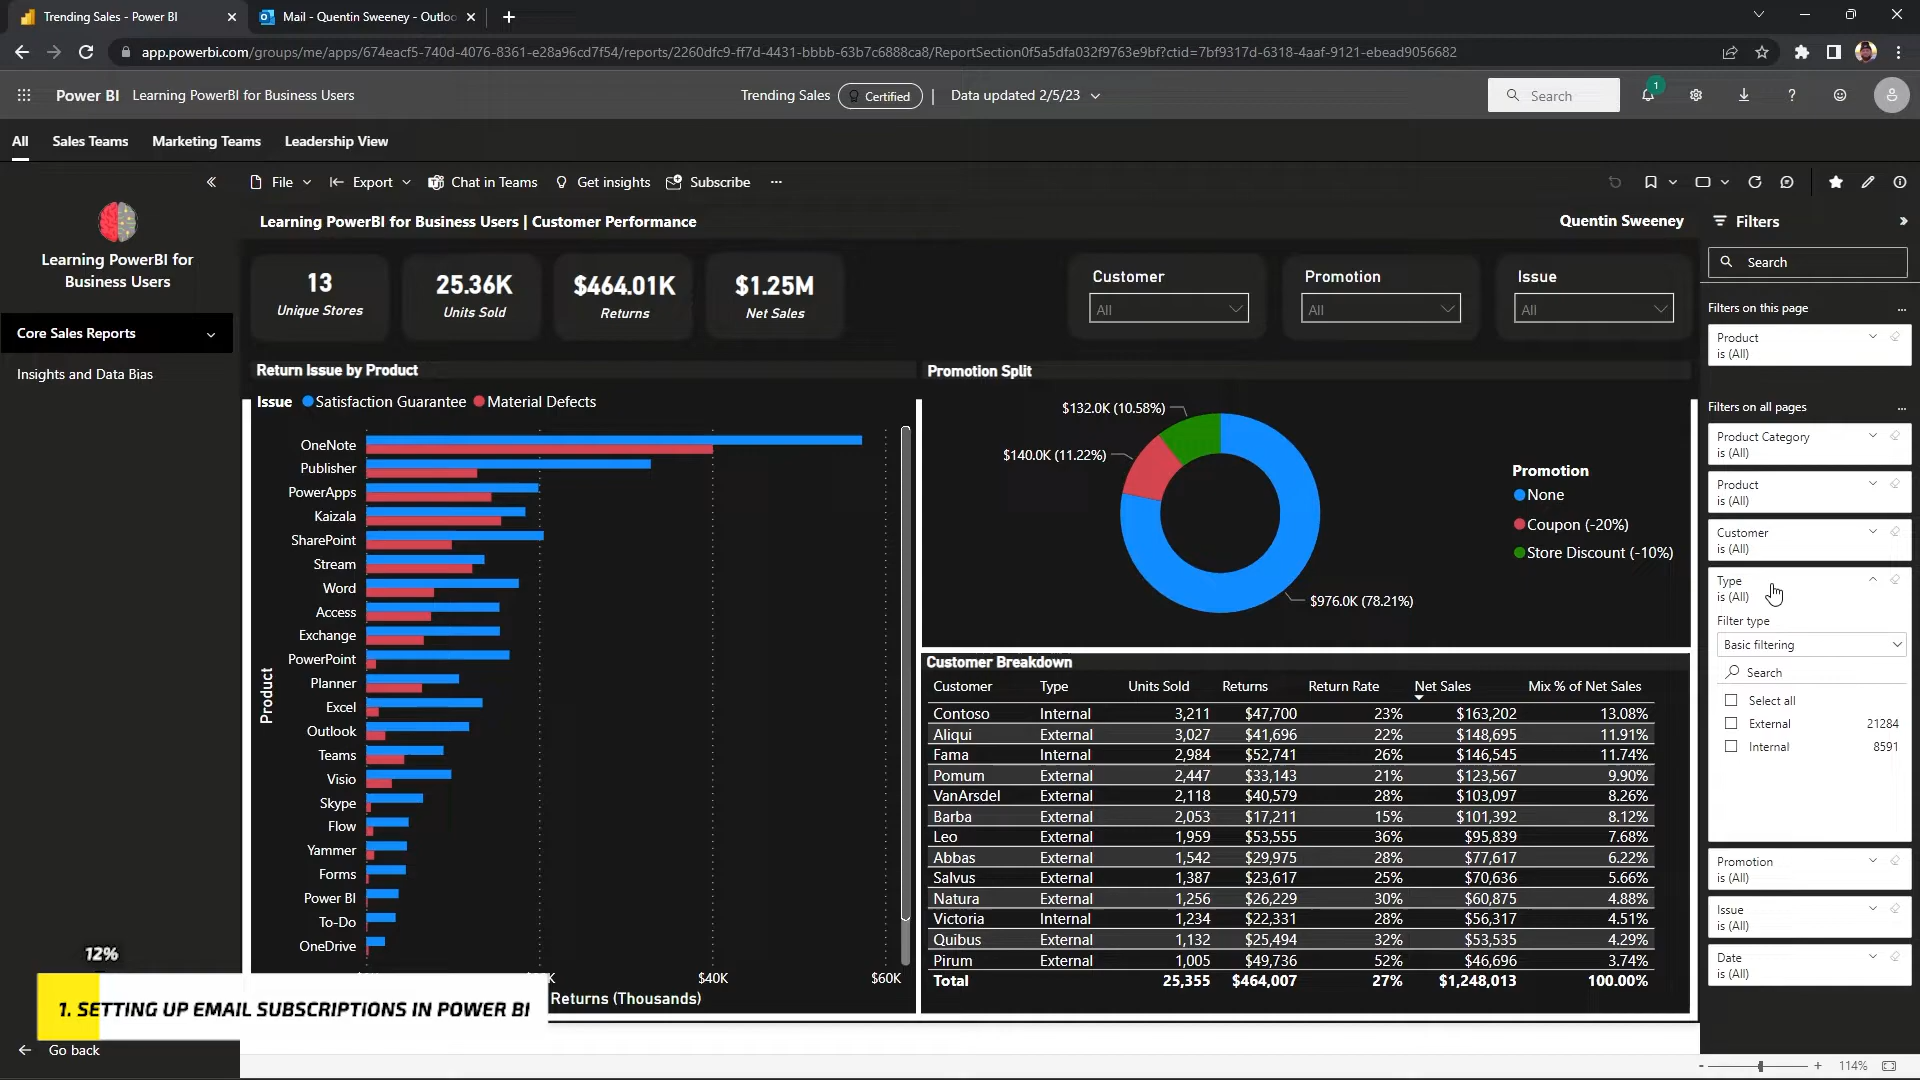 Trending Sales - Power BI
Mail - Quentin Sweeney - Outloo
app.powerbi.com/groups/me/apps/674eacf5-740d-4076-8361-e28a96cd7f54/reports/2260dfc9-ff7d-4431-bbbb-63b7c6888ca8/ReportSection0f5a5dfa032f9763e9bf?ctid=7bf9317d-6318-4aaf-9121-ebead9056682
Power BI Learning PowerBI for Business Users
Trending Sales Certified | Data updated 2/5/23
Search
1
?
All Sales Teams Marketing Teams Leadership View
File Export Chat in Teams Get insights Subscribe ...
Learning PowerBI for
Business Users
Core Sales Reports
Insights and Data Bias
Learning PowerBI for Business Users | Customer Performance
Quentin Sweeney
13
Unique Stores
25.36K
Units Sold
$464.01K
Returns
$1.25M
Net Sales
Customer
All
Promotion
All
Issue
All
Return Issue by Product
Issue Satisfaction Guarantee Material Defects
OneNote
Publisher
PowerApps
Kaizala
SharePoint
Stream
Word
Access
Exchange
PowerPoint
Planner
Excel
Outlook
Teams
Visio
Skype
Flow
Yammer
Forms
Power BI
To-Do
OneDrive
Product
K
$40K
$60K
Returns (Thousands)
Promotion Split
$132.0K (10.58%)
$140.0K (11.22%)
$976.0K (78.21%)
Promotion
None
Coupon (-20%)
Store Discount (-10%)
Customer Breakdown
Customer Type Units Sold Returns Return Rate Net Sales Mix % of Net Sales
Contoso Internal 3,211 $47,700 23% $163,202 13.08%
Aliqui External 3,027 $41,696 22% $148,695 11.91%
Fama Internal 2,984 $52,741 26% $146,545 11.74%
Pomum External 2,447 $33,143 21% $123,567 9.90%
VanArsdel External 2,118 $40,579 28% $103,097 8.26%
Barba External 2,053 $17,211 15% $101,392 8.12%
Leo External 1,959 $53,555 36% $95,839 7.68%
Abbas External 1,542 $29,975 28% $77,617 6.22%
Salvus External 1,387 $23,617 25% $70,636 5.66%
Natura External 1,256 $26,229 30% $60,875 4.88%
Victoria Internal 1,234 $22,331 28% $56,317 4.51%
Quibus External 1,132 $25,494 32% $53,535 4.29%
Pirum External 1,005 $49,736 52% $46,696 3.74%
Total 25,355 $464,007 27% $1,248,013 100.00%
Filters
Search
Filters on this page ...
Product
is (All)
Filters on all pages ...
Product Category
is (All)
Product
is (All)
Customer
is (All)
Type
is (All)
Filter type
Basic filtering
Search
Select all
External 21284
Internal 8591
Promotion
is (All)
Issue
is (All)
Date
is (All)
12%
1. SETTING UP EMAIL SUBSCRIPTIONS IN POWER BI
Go back
- + 114%